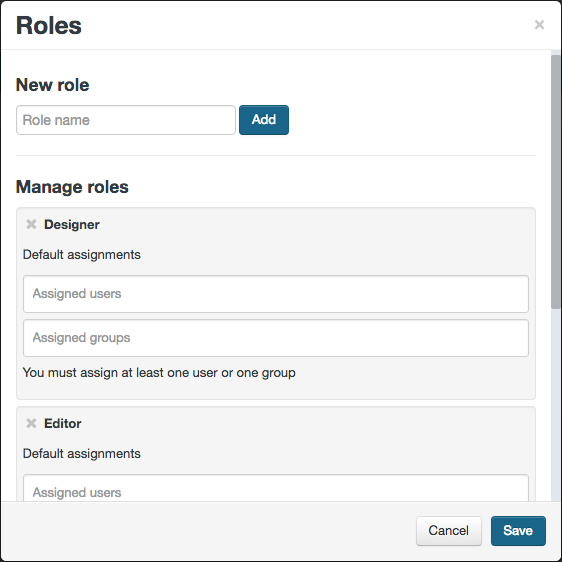 Roles
×
New role
Role name
Add
Manage roles
× Designer
Default assignments
Assigned users
Assigned groups
You must assign at least one user or one group
× Editor
Default assignments
Assigned users
Cancel
Save